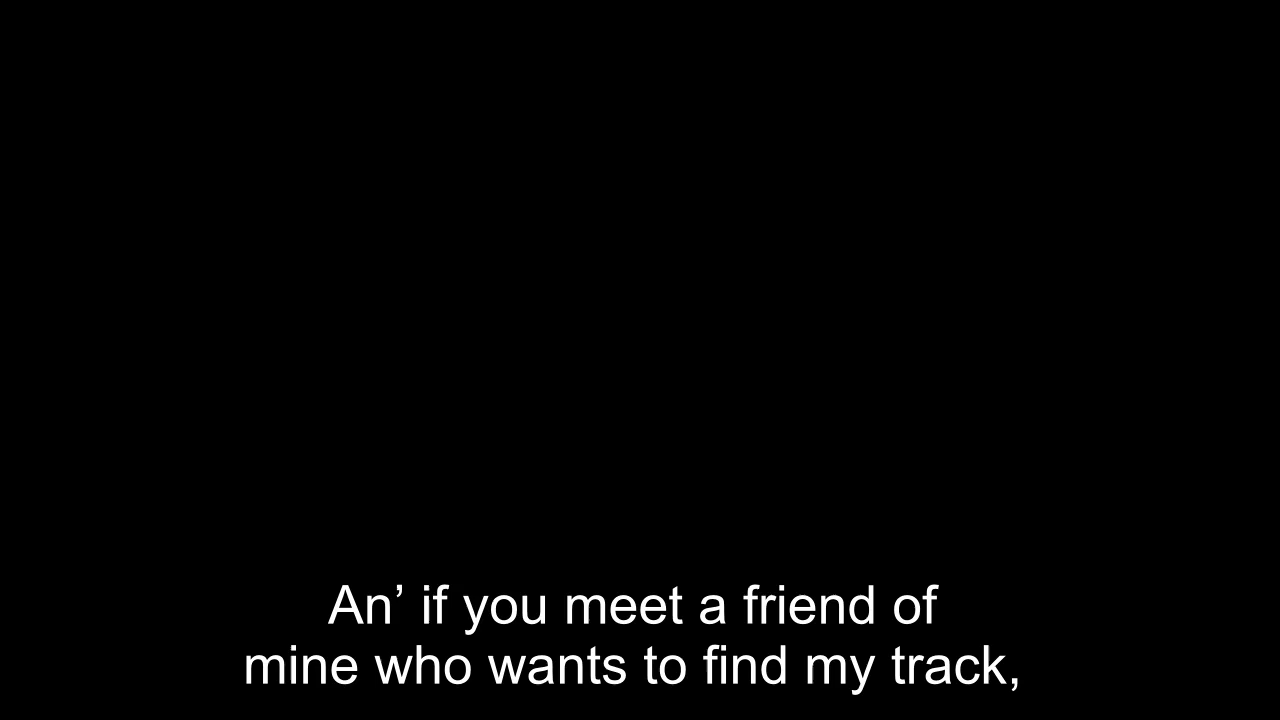 An’ if you meet a friend of
mine who wants to find my track,